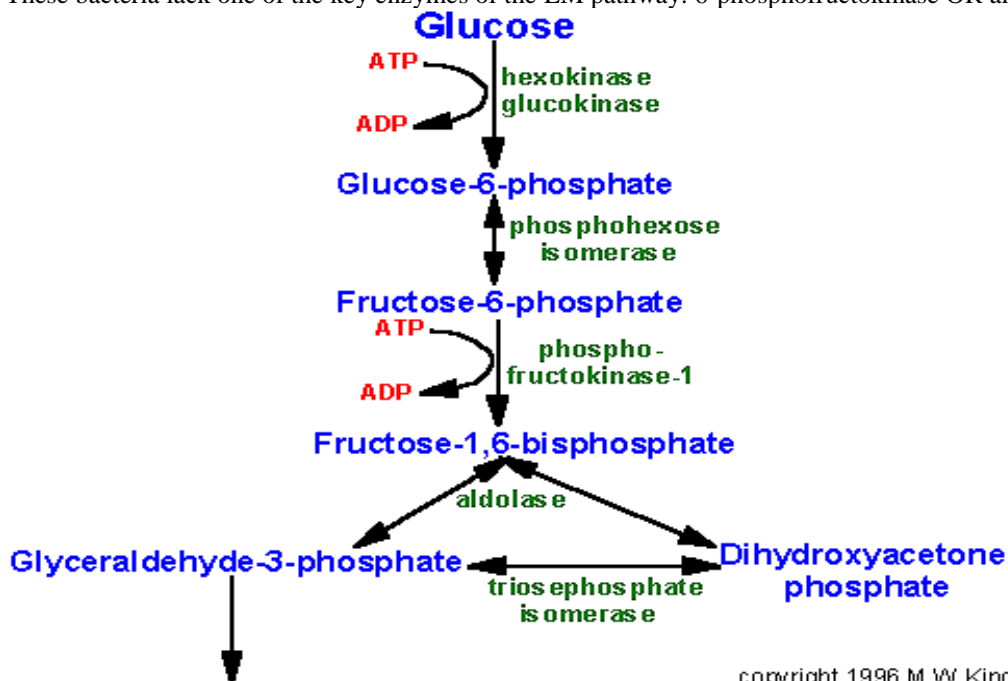 These bacteria lack one of the key enzymes of the EM pathway: 6-phosphofructokinase OR
Glucose
ATP
hexokinase
glucokinase
ADP
Glucose-6-phosphate
phosphohexose
isomerase
Fructose-6-phosphate
ATP
phospho-
fructokinase-1
ADP
Fructose-1,6-bisphosphate
aldolase
Glyceraldehyde-3-phosphate
Dihydroxyacetone
phosphate
triosephosphate
isomerase
copyright 1996 M.W. King